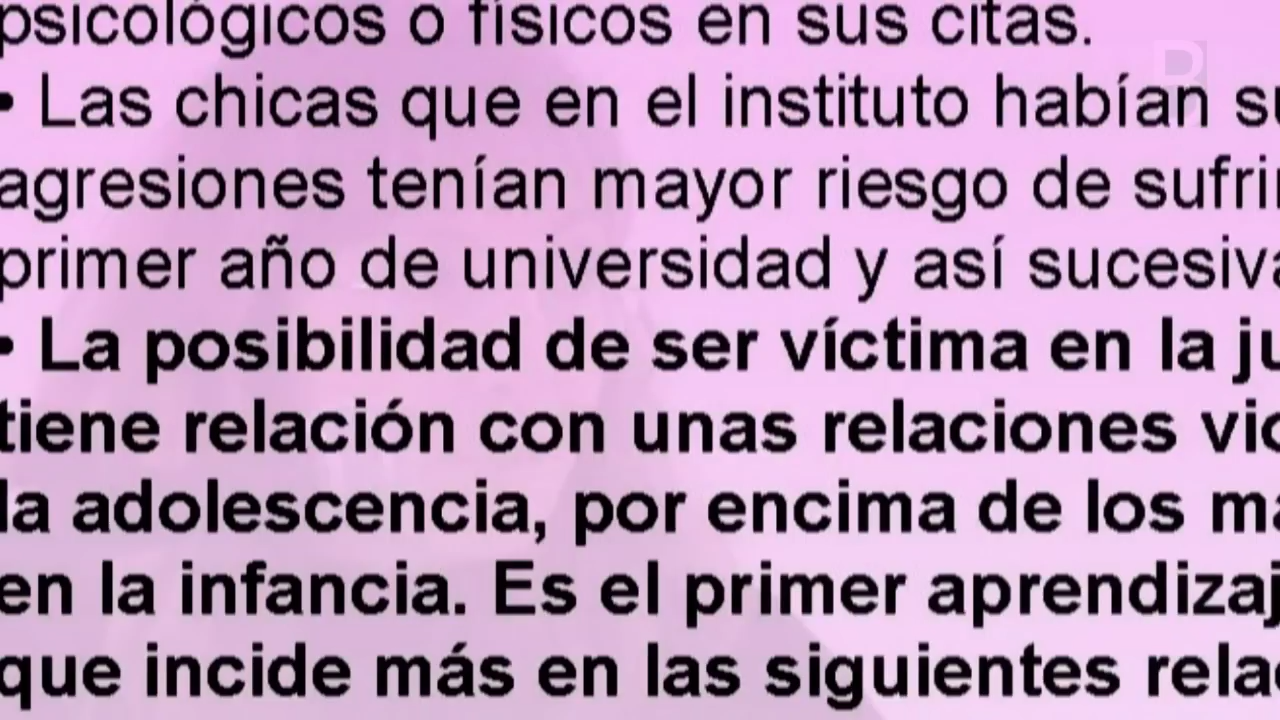 psicológicos o físicos en sus citas.
• Las chicas que en el instituto habían
agresiones tenían mayor riesgo de
primer año de universidad y así
• La posibilidad de ser víctima en la
tiene relación con unas relaciones
la adolescencia, por encima de los
en la infancia. Es el primer
que incide más en las siguientes